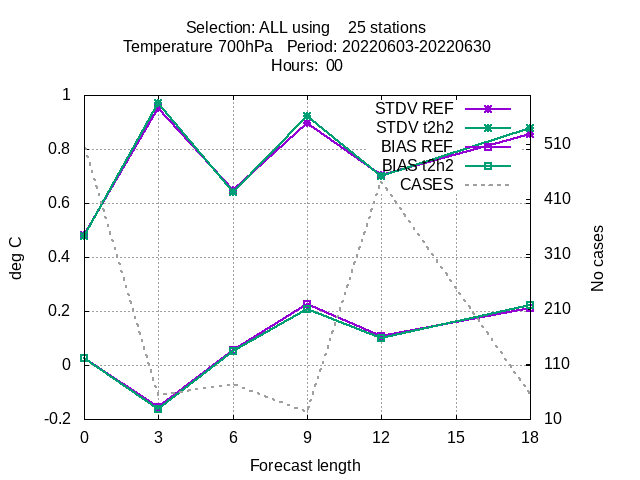 Selection: ALL using 25 stations
Temperature 700hPa Period: 20220603-20220630
Hours: 00
1
0.8
0.6
0.4
0.2
0
-0.2
deg C
STDV REF
STDV t2h2
BIAS REF
BIAS t2h2
CASES
510
410
310
210
110
10
No cases
0 3 6 9 12 15 18
Forecast length